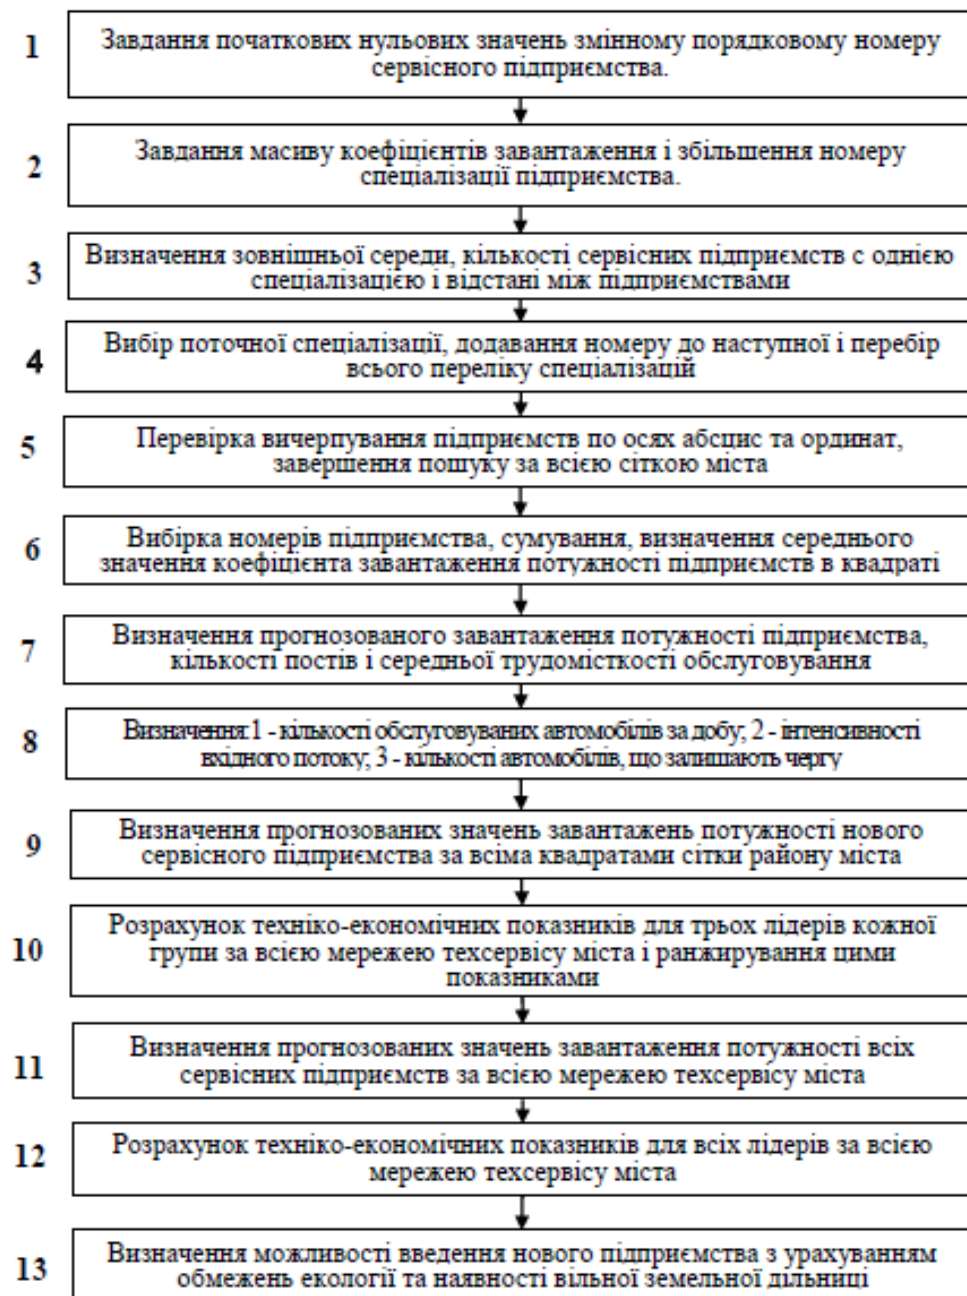 1
Завдання початкових нульових значень змінному порядковому номеру
сервісного підприємства.
2
Завдання масиву коефіцієнтів завантаження і збільшення номеру
спеціалізації підприємства.
3
Визначення зовнішньої середи, кількості сервісних підприємств с однією
спеціалізацією і відстані між підприємствами
4
Вибір поточної спеціалізації, додавання номеру до наступної і перебір
всього переліку спеціалізацій
5
Перевірка вичерпування підприємств по осях абсцис та ординат,
завершення пошуку за всією сіткою міста
6
Вибірка номерів підприємства, сумування, визначення середнього
значення коефіцієнта завантаження потужності підприємств в квадраті
7
Визначення прогнозованого завантаження потужності підприємства,
кількості постів і середньої трудомісткості обслуговування
8
Визначення: 1 - кількості обслуговуваних автомобілів за добу; 2 - інтенсивності
вхідного потоку; 3 - кількості автомобілів, що залишають чергу
9
Визначення прогнозованих значень завантажень потужності нового
сервісного підприємства за всіма квадратами сітки району міста
10
Розрахунок техніко-економічних показників для трьох лідерів кожної
групи за всією мережею техсервісу міста і ранжирування цими
показниками
11
Визначення прогнозованих значень завантаження потужності всіх
сервісних підприємств за всією мережею техсервісу міста
12
Розрахунок техніко-економічних показників для всіх лідерів за всією
мережею техсервісу міста
13
Визначення можливості введення нового підприємства з урахуванням
обмежень екології та наявності вільної земельної дільниці